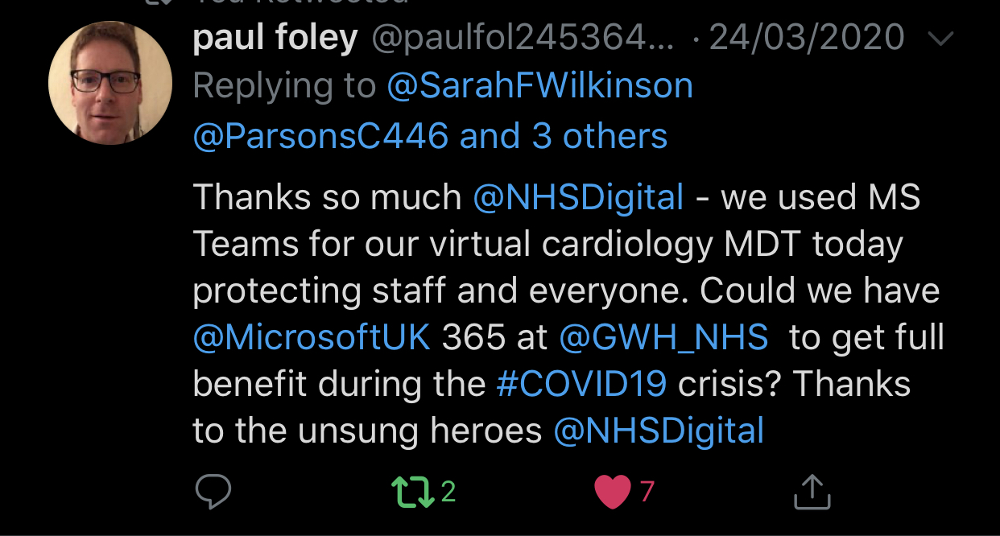 You Retweeted
paul foley @paulfol245364... · 24/03/2020
Replying to @SarahFWilkinson
@ParsonsC446 and 3 others
Thanks so much @NHSDigital - we used MS
Teams for our virtual cardiology MDT today
protecting staff and everyone. Could we have
@MicrosoftUK 365 at @GWH_NHS to get full
benefit during the #COVID19 crisis? Thanks
to the unsung heroes @NHSDigital
2 7